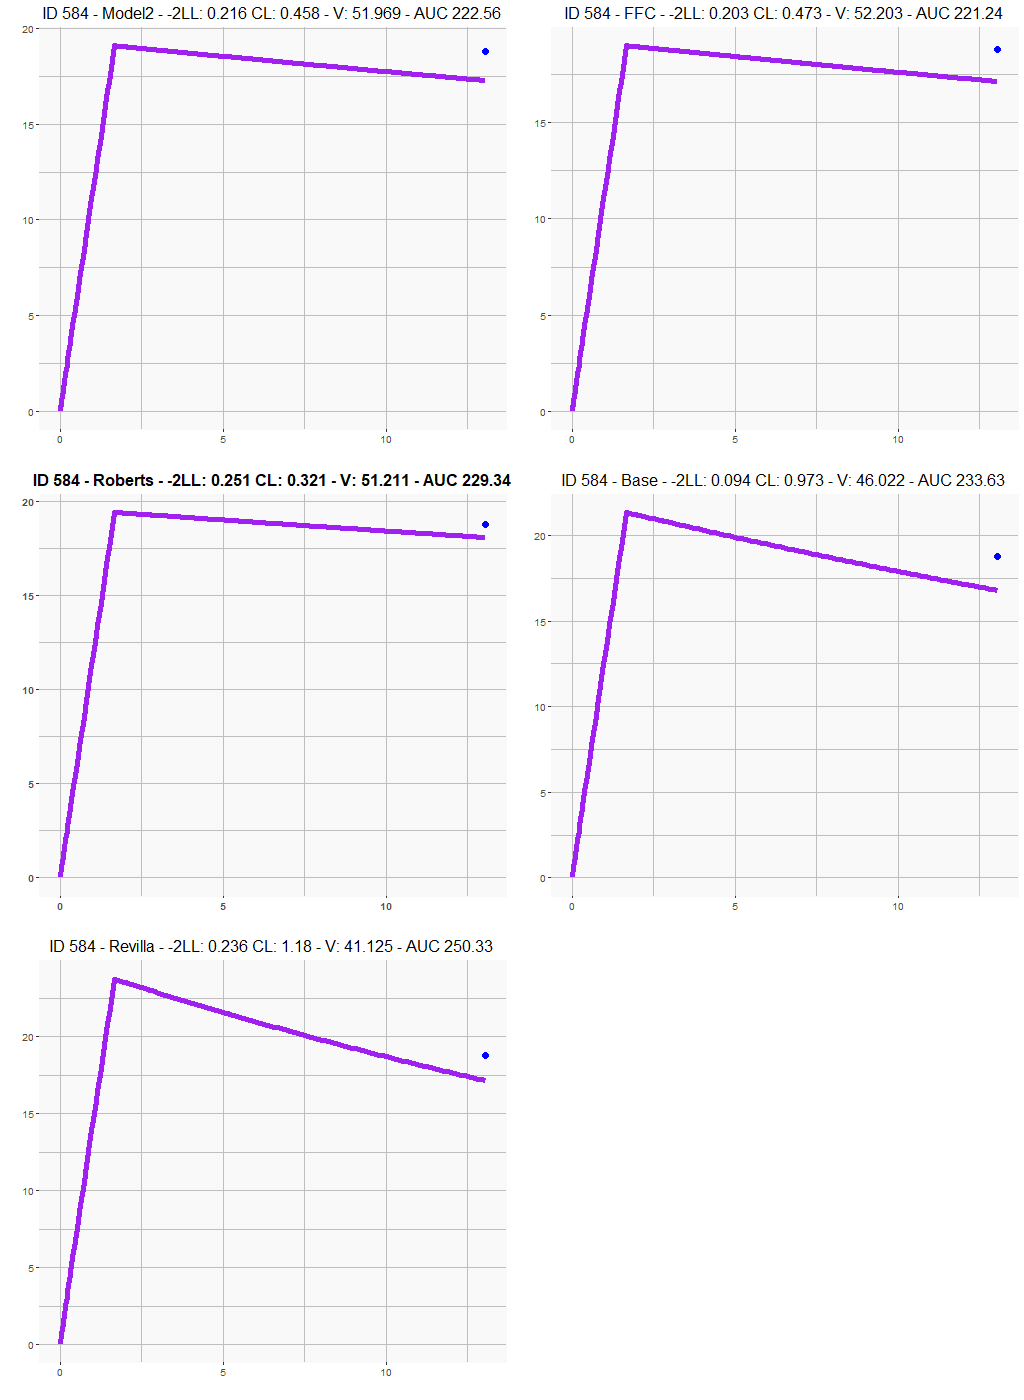 ID 584 - Model2 - -2LL: 0.216 CL: 0.458 - V: 51.969 - AUC 222.56
20
15
10
5
0
0 5 10
ID 584 - FFC - -2LL: 0.203 CL: 0.473 - V: 52.203 - AUC 221.24
15
10
5
0
0 5 10
ID 584 - Roberts - -2LL: 0.251 CL: 0.321 - V: 51.211 - AUC 229.34
20
15
10
5
0
0 5 10
ID 584 - Base - -2LL: 0.094 CL: 0.973 - V: 46.022 - AUC 233.63
20
15
10
5
0
0 5 10
ID 584 - Revilla - -2LL: 0.236 CL: 1.18 - V: 41.125 - AUC 250.33
20
15
10
5
0
0 5 10